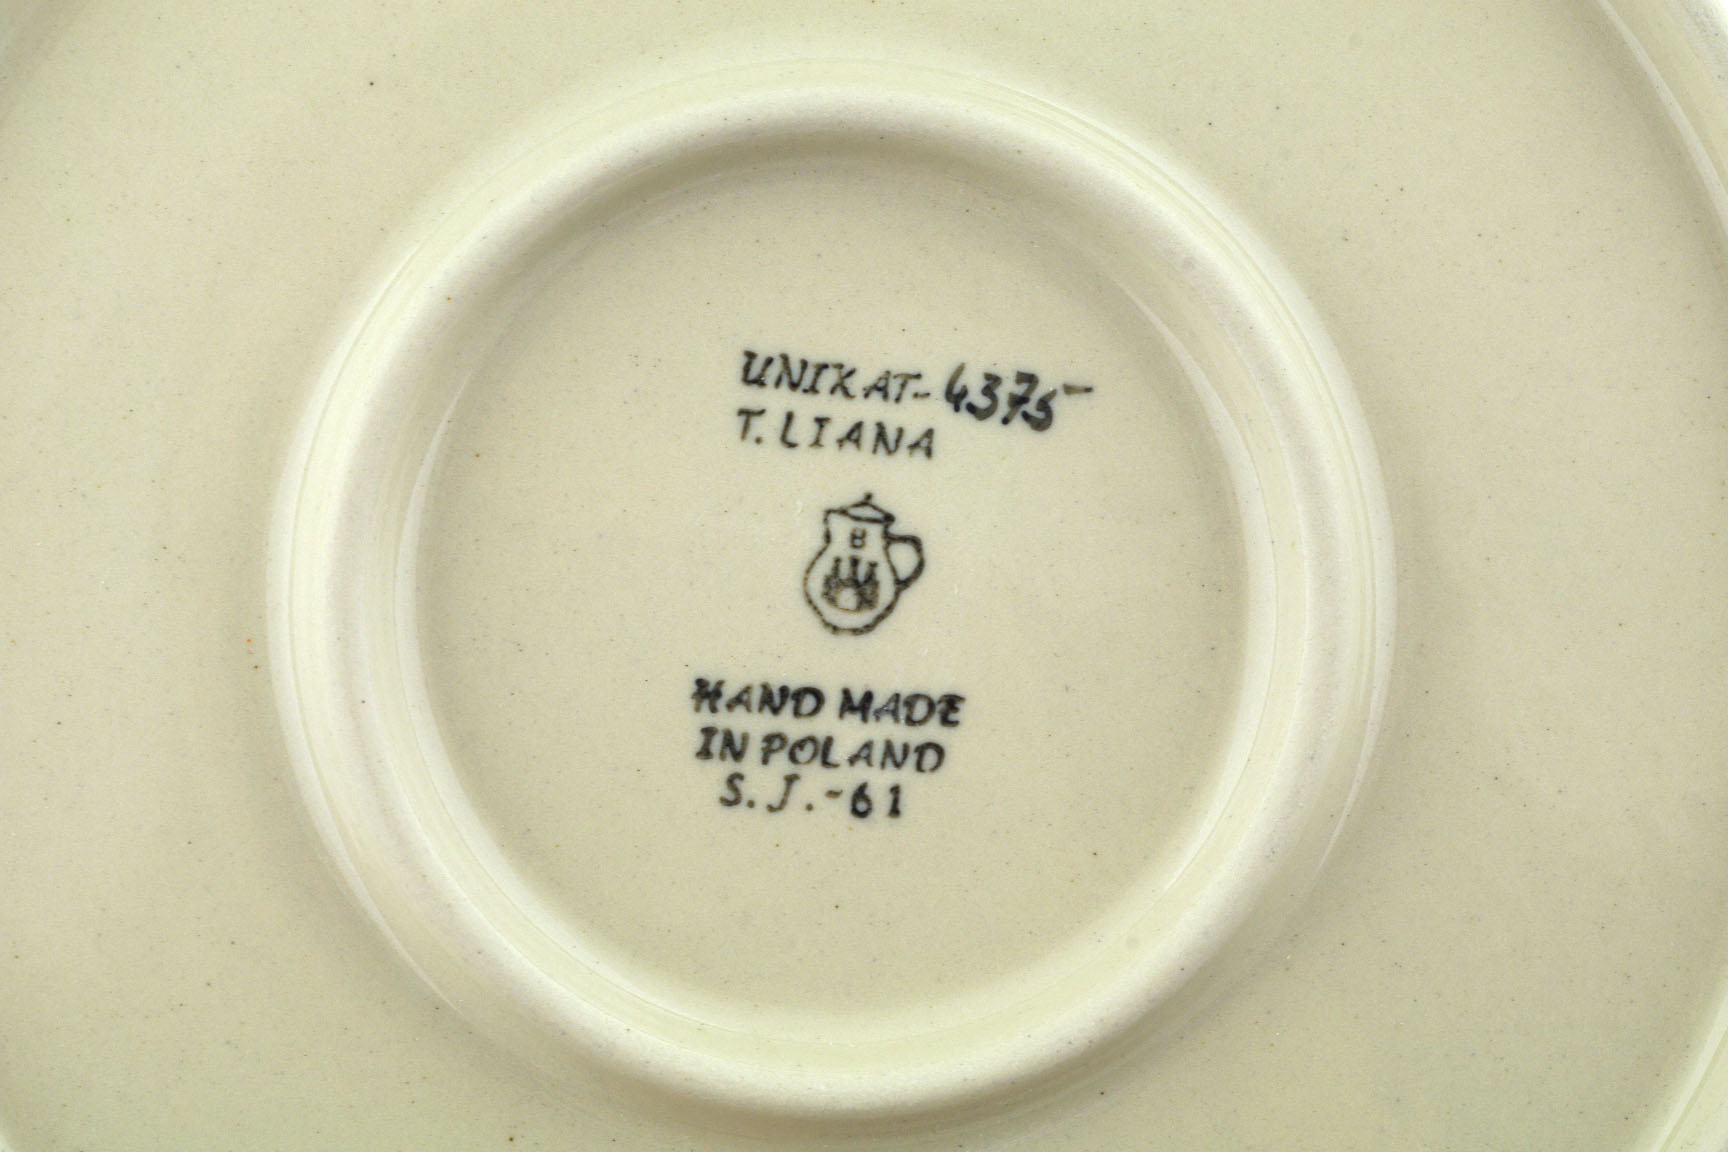 UNIKAT-4375
T. LIANA
B
HAND MADE
IN POLAND
S.J.-61